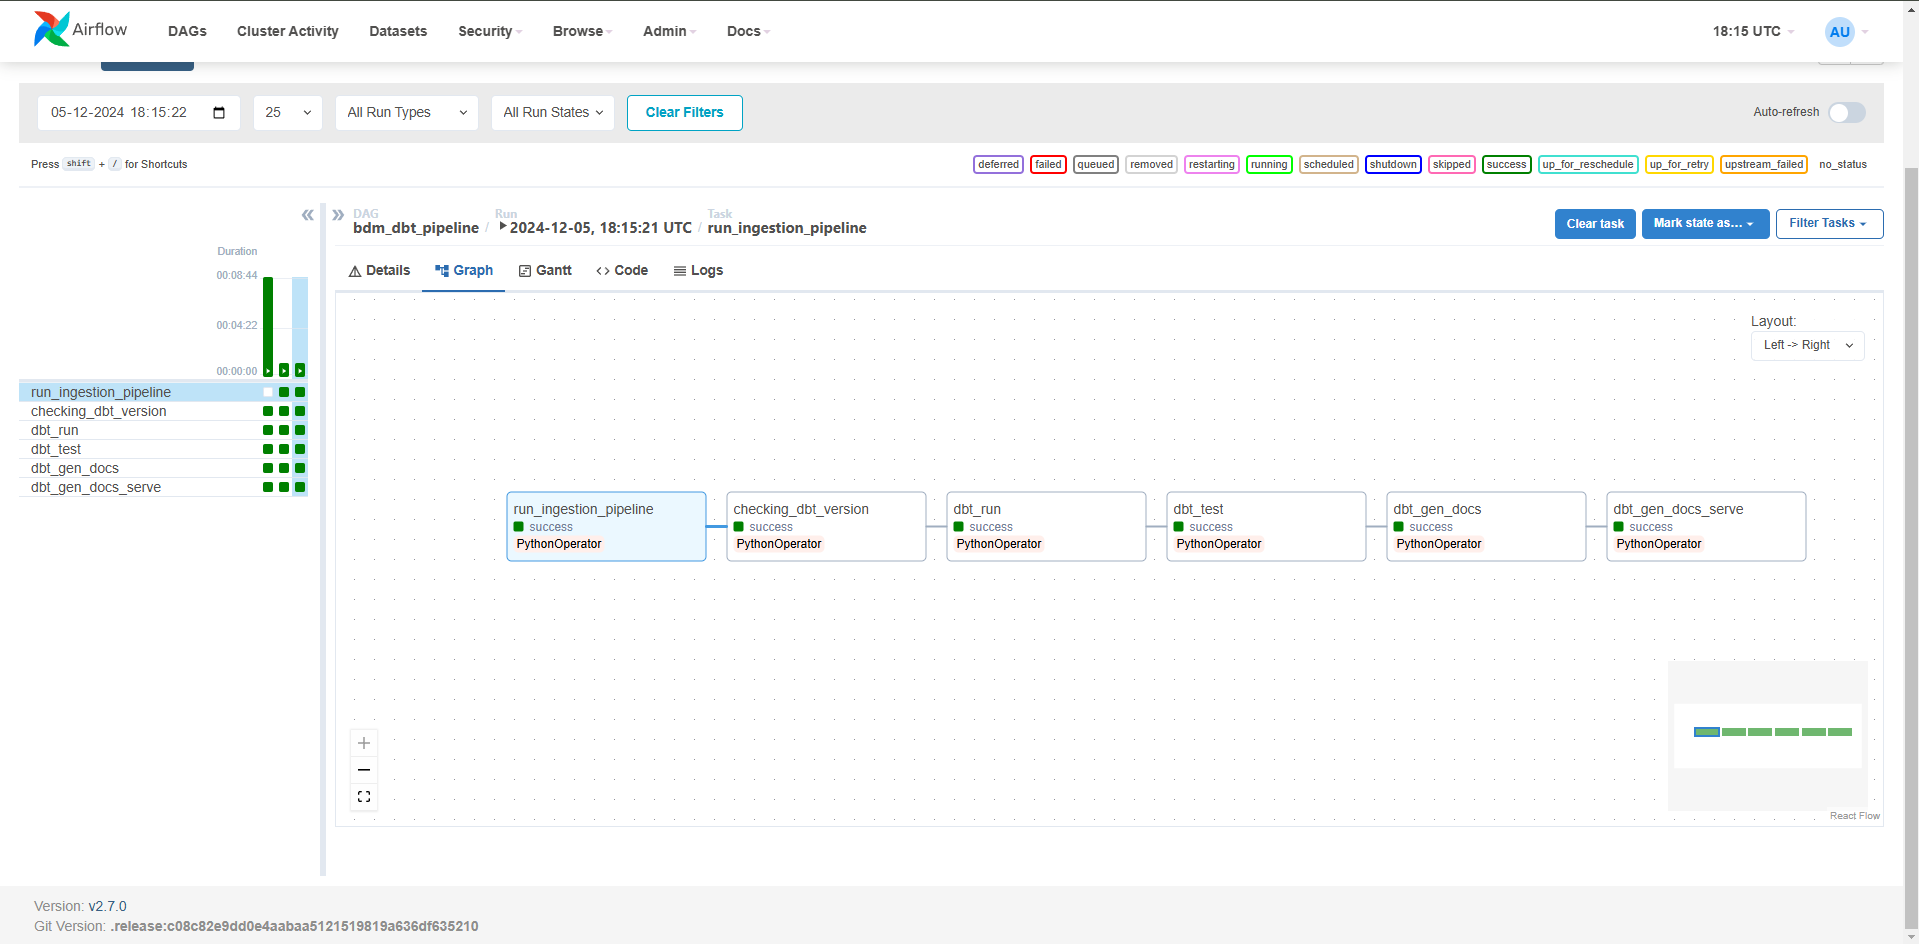 Airflow DAGs Cluster Activity Datasets Security Browse Admin Docs 18:15 UTC AU
05-12-2024 18:15:22 25 All Run Types All Run States Clear Filters Auto-refresh
Press shift + / for Shortcuts deferred failed queued removed restarting running scheduled shutdown skipped success up_for_reschedule up_for_retry upstream_failed no_status
DAG Run Task
bdm_dbt_pipeline / 2024-12-05, 18:15:21 UTC / run_ingestion_pipeline Clear task Mark state as... Filter Tasks
Details Graph Gantt Code Logs
Duration
00:08:44
00:04:22
00:00:00
run_ingestion_pipeline
checking_dbt_version
dbt_run
dbt_test
dbt_gen_docs
dbt_gen_docs_serve
Layout:
Left -> Right
run_ingestion_pipeline
success
PythonOperator
checking_dbt_version
success
PythonOperator
dbt_run
success
PythonOperator
dbt_test
success
PythonOperator
dbt_gen_docs
success
PythonOperator
dbt_gen_docs_serve
success
PythonOperator
React Flow
Version: v2.7.0
Git Version: .release:c08c82e9dd0e4aabaa5121519819a636df635210